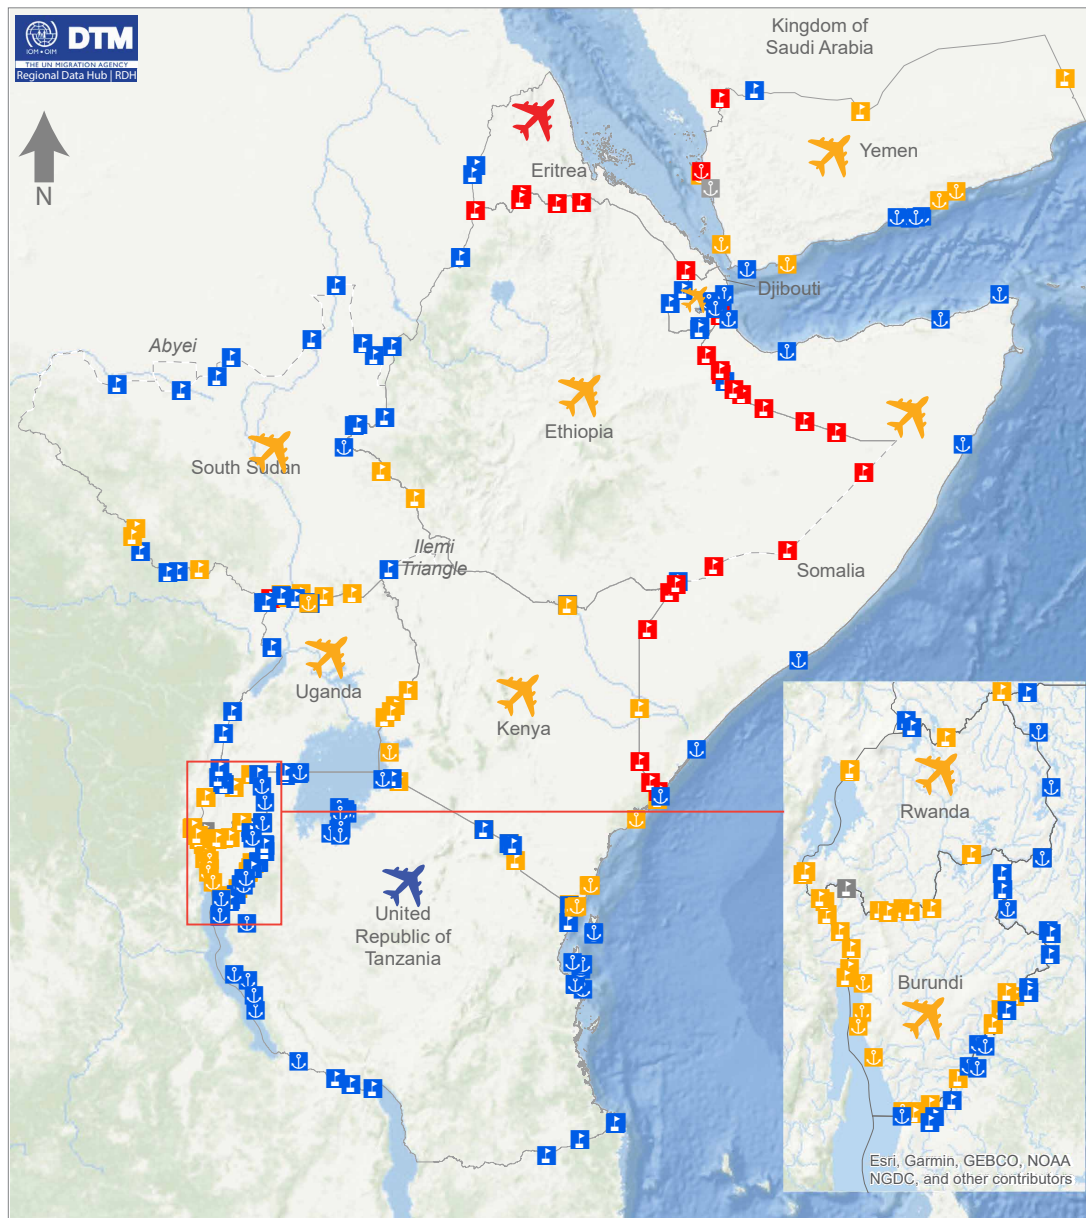 DTM
IOM • OIM
THE UN MIGRATION AGENCY
Regional Data Hub | RDH
N
Kingdom of
Saudi Arabia
Yemen
Eritrea
Djibouti
Abyei
Ethiopia
South Sudan
Ilemi
Triangle
Somalia
Uganda
Kenya
United
Republic of
Tanzania
Rwanda
Burundi
Esri, Garmin, GEBCO, NOAA
NGDC, and other contributors